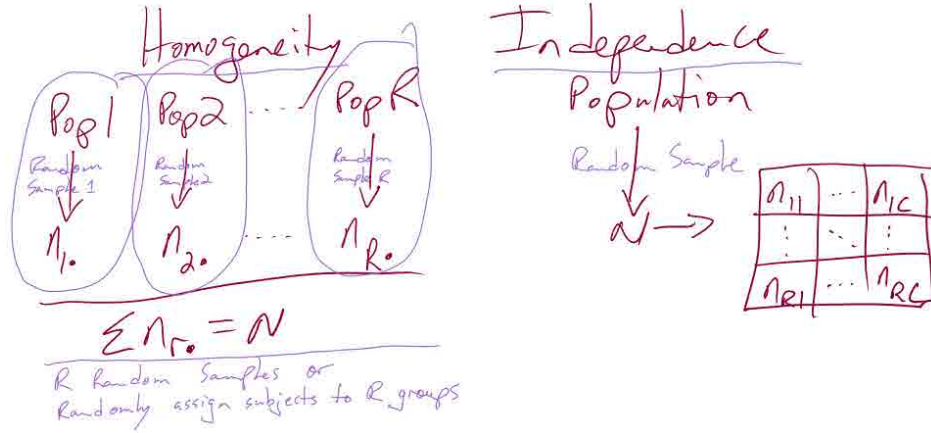 Homogeneity
Pop 1 Pop 2 ..... Pop R
Random Sample 1
Random Sample 2
Random Sample R
n1. n2. ..... nR.
Σ nr. = N
R Random Samples or
Randomly assign subjects to R groups
Independence
Population
Random Sample
N →
n11 ... n1C
⋮ ⋱ ⋮
nR1 ... nRC